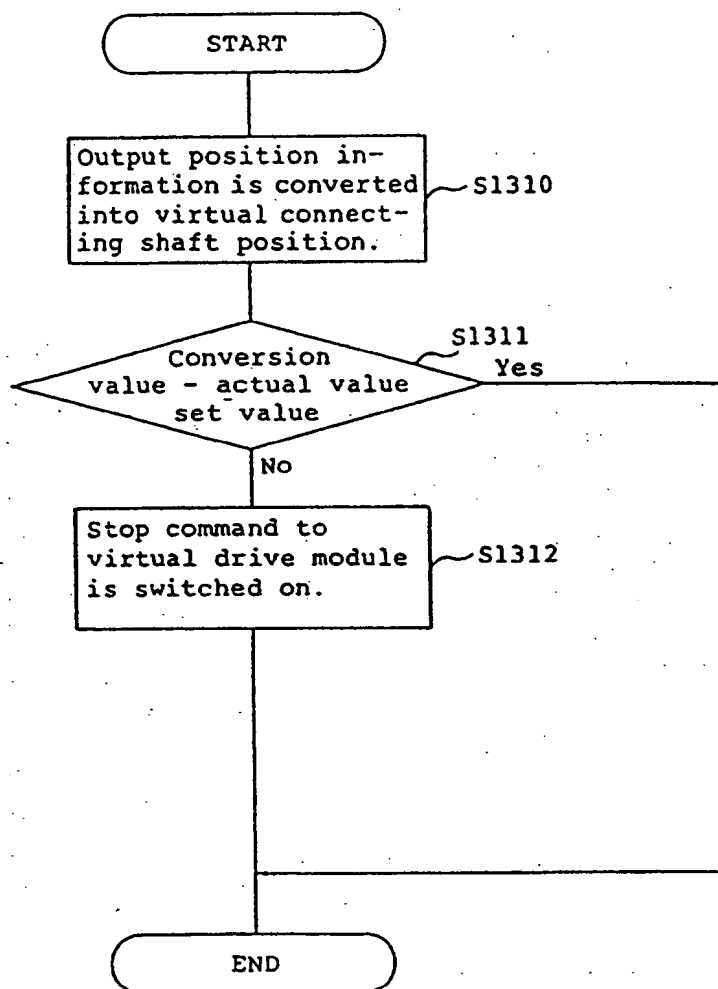 START
Output position in-
formation is converted
into virtual connect-
ing shaft position.
S1310
S1311
Conversion
value - actual value
set value
Yes
No
Stop command to
virtual drive module
is switched on.
S1312
END